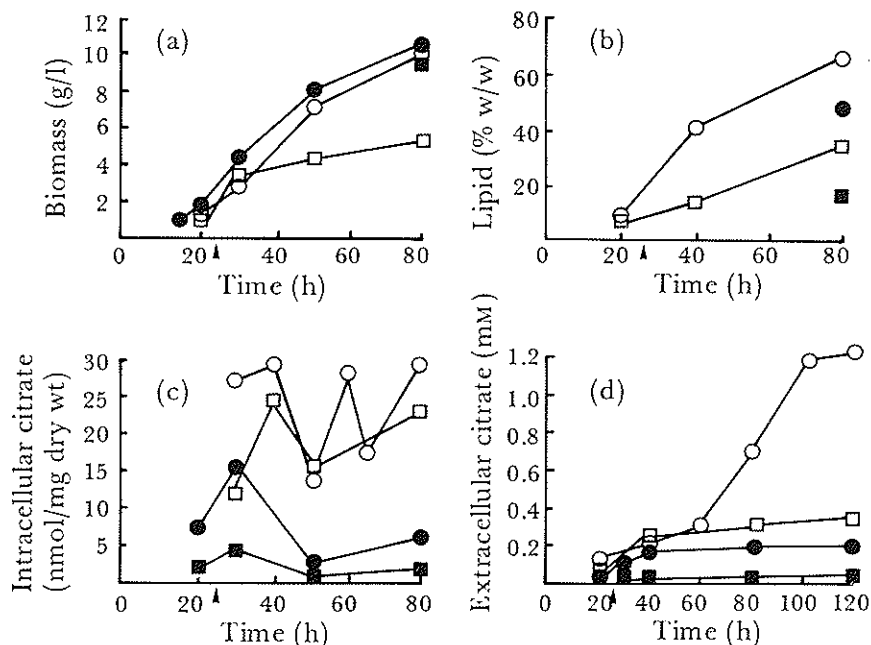 (a)
Biomass (g/l)
12
10
8
6
4
2
0 20 40 60 80
Time (h)
(b)
Lipid (% w/w)
80
60
40
20
0 20 40 60 80
Time (h)
(c)
Intracellular citrate
(nmol/mg dry wt)
30
25
20
15
10
5
0 20 40 60 80
Time (h)
(d)
Extracellular citrate (mM)
1.2
1.0
0.8
0.6
0.4
0.2
0 20 40 60 80 100 120
Time (h)